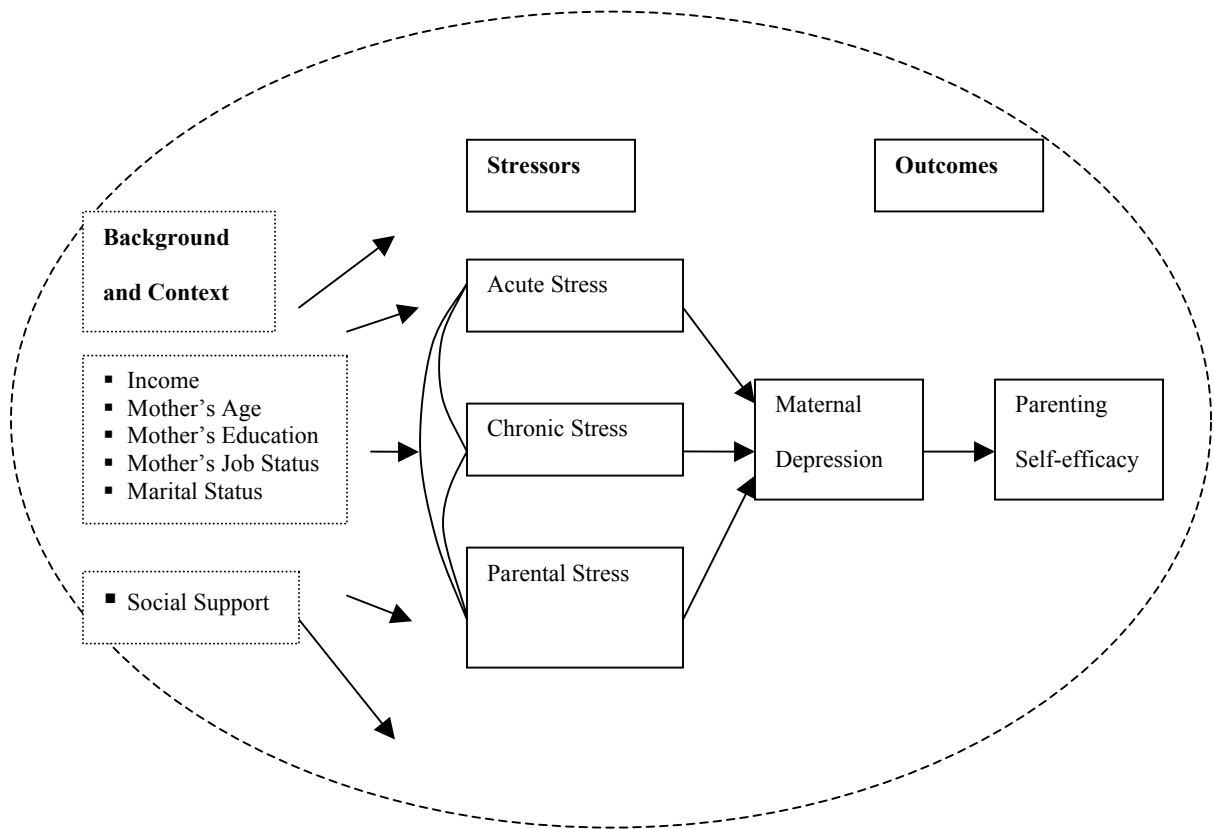 Stressors
Outcomes
Background
and Context
Acute Stress
▪ Income
▪ Mother’s Age
▪ Mother’s Education
▪ Mother’s Job Status
▪ Marital Status
Chronic Stress
Maternal
Depression
Parenting
Self-efficacy
Parental Stress
▪ Social Support